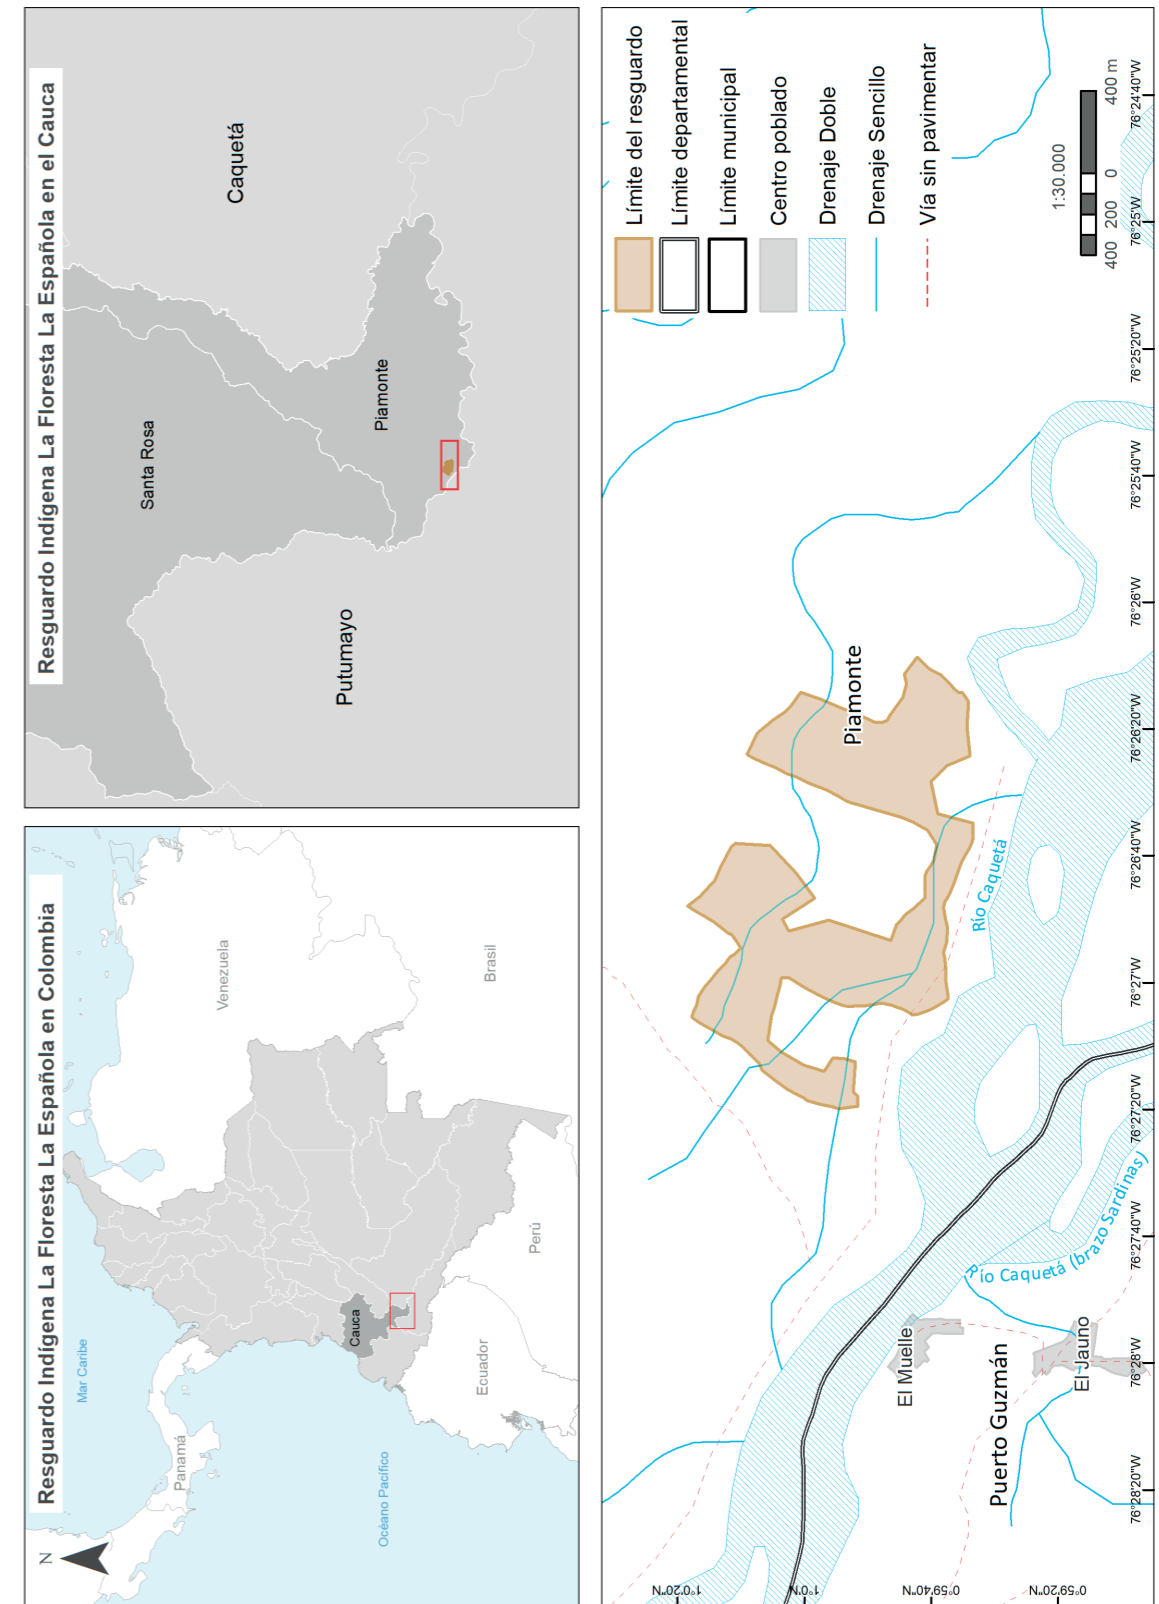 Resguardo Indígena La Floresta La Española en Colombia
N
Mar Caribe
Panamá
Venezuela
Océano Pacífico
Cauca
Ecuador
Perú
Brasil
Resguardo Indígena La Floresta La Española en el Cauca
Santa Rosa
Caquetá
Piamonte
Putumayo
Límite del resguardo
Límite departamental
Límite municipal
Centro poblado
Drenaje Doble
Drenaje Sencillo
Vía sin pavimentar
1:30.000
400 200 0 400 m
Piamonte
Río Caquetá
Río Caquetá (brazo Sardinas)
El Muelle
Puerto Guzmán
El Jauno
1°0'20"N
1°0'N
0°59'40"N
0°59'20"N
76°28'20"W
76°28'W
76°27'40"W
76°27'20"W
76°27'W
76°26'40"W
76°26'20"W
76°26'W
76°25'40"W
76°25'20"W
76°25'W
76°24'40"W